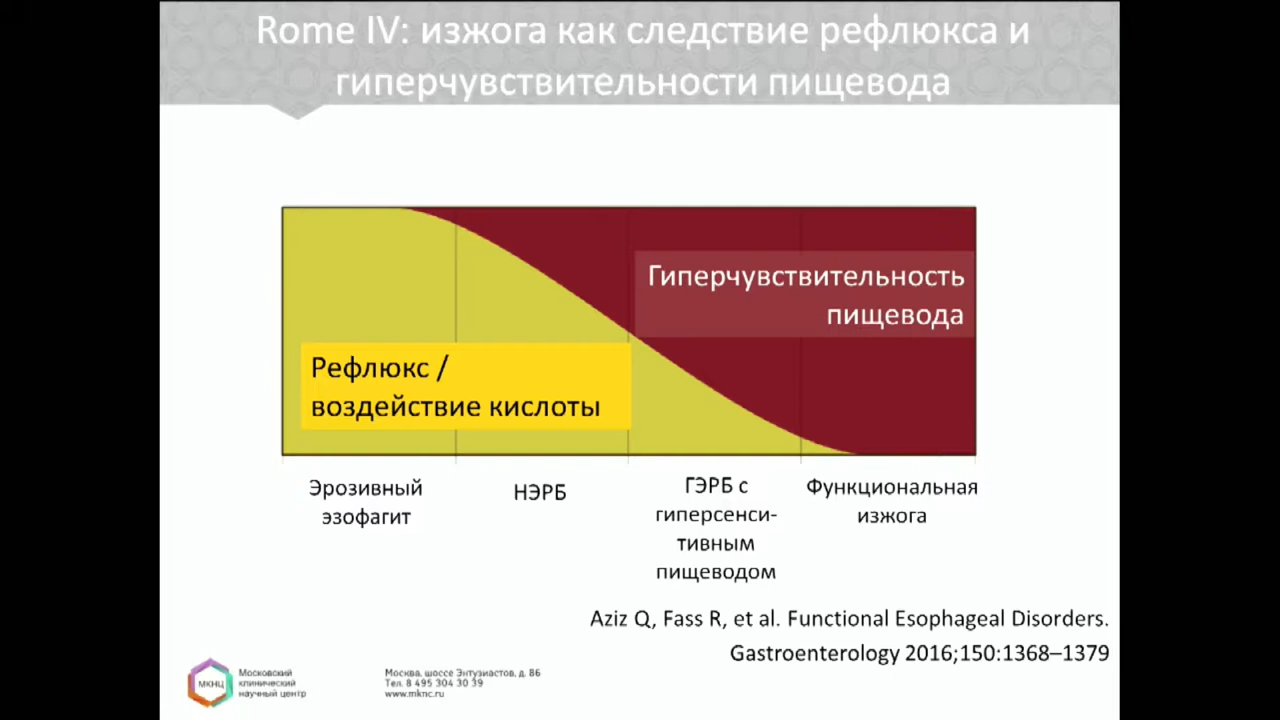 Rome IV: изжога как следствие рефлюкса и
гиперчувствительности пищевода
Гиперчувствительность
пищевода
Рефлюкс /
воздействие кислоты
Эрозивный
эзофагит
НЭРБ
ГЭРБ с
гиперсенси-
тивным
пищеводом
Функциональная
изжога
Aziz Q, Fass R, et al. Functional Esophageal Disorders.
Gastroenterology 2016;150:1368–1379
МКНЦ
Московский
клинический
научный центр
Москва, шоссе Энтузиастов, д. 86
Тел. 8 495 304 30 39
www.mknc.ru